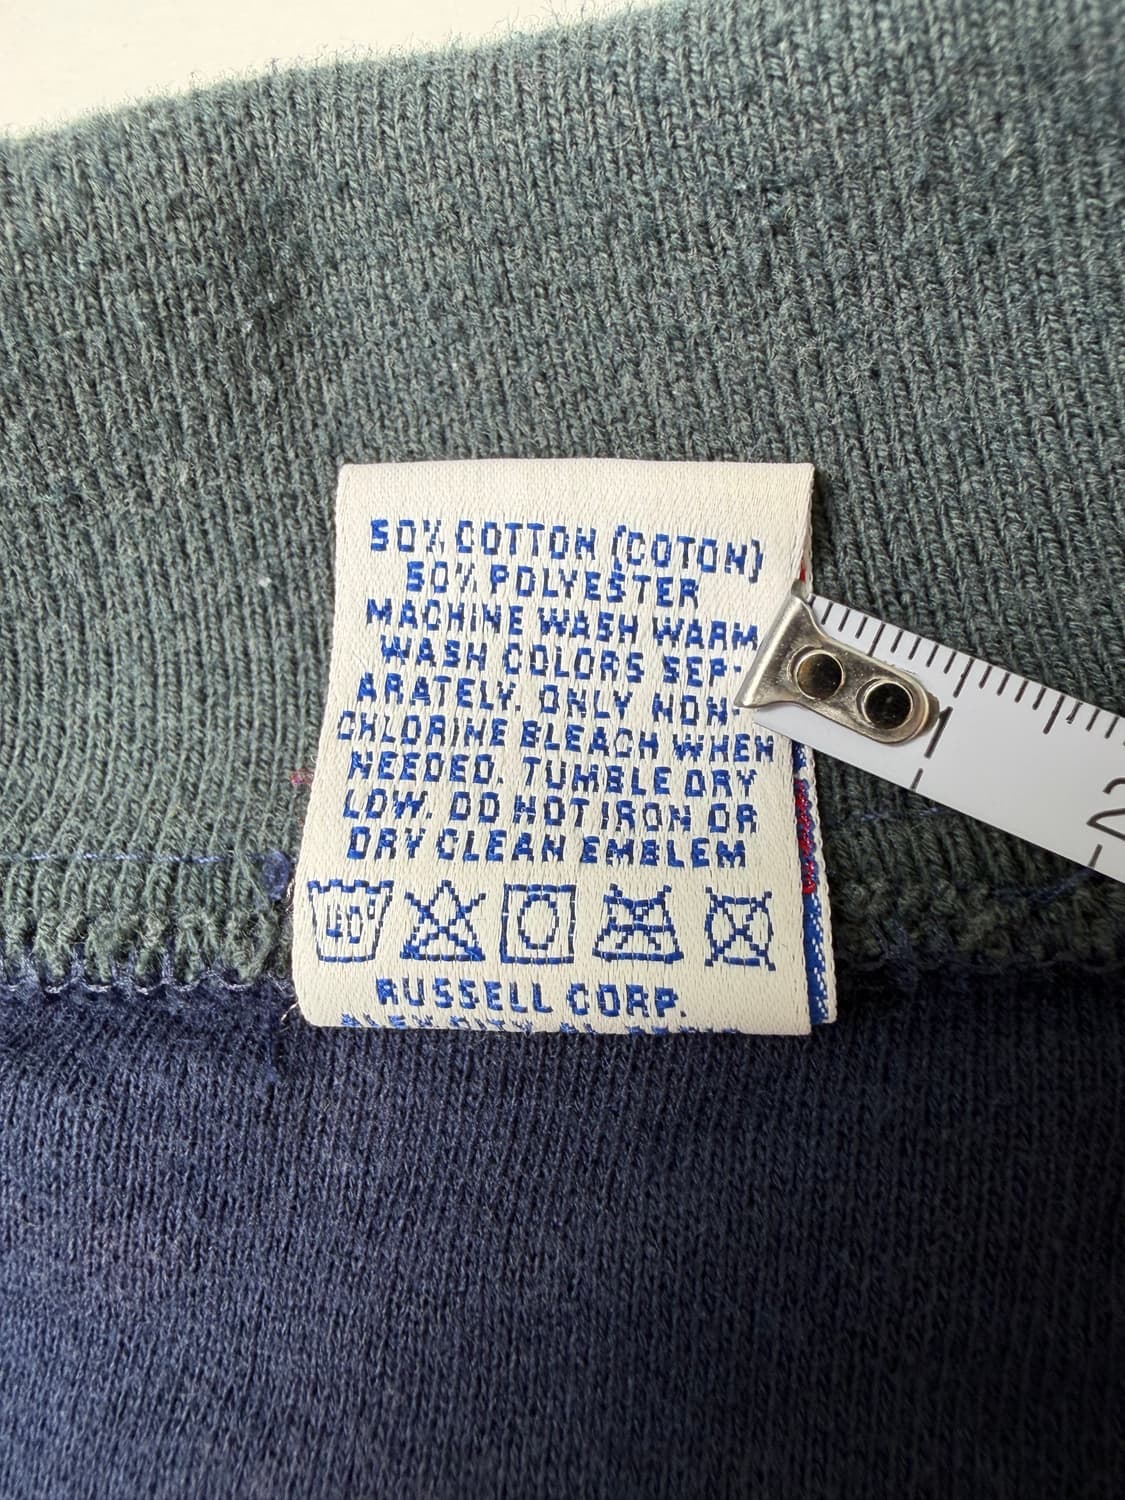 50% COTTON (COTON)
50% POLYESTER
MACHINE WASH WARM
WASH COLORS SEP-
ARATELY. ONLY NON-
CHLORINE BLEACH WHEN
NEEDED. TUMBLE DRY
LOW. DO NOT IRON OR
DRY CLEAN EMBLEM
40°
RUSSELL CORP.
1
2